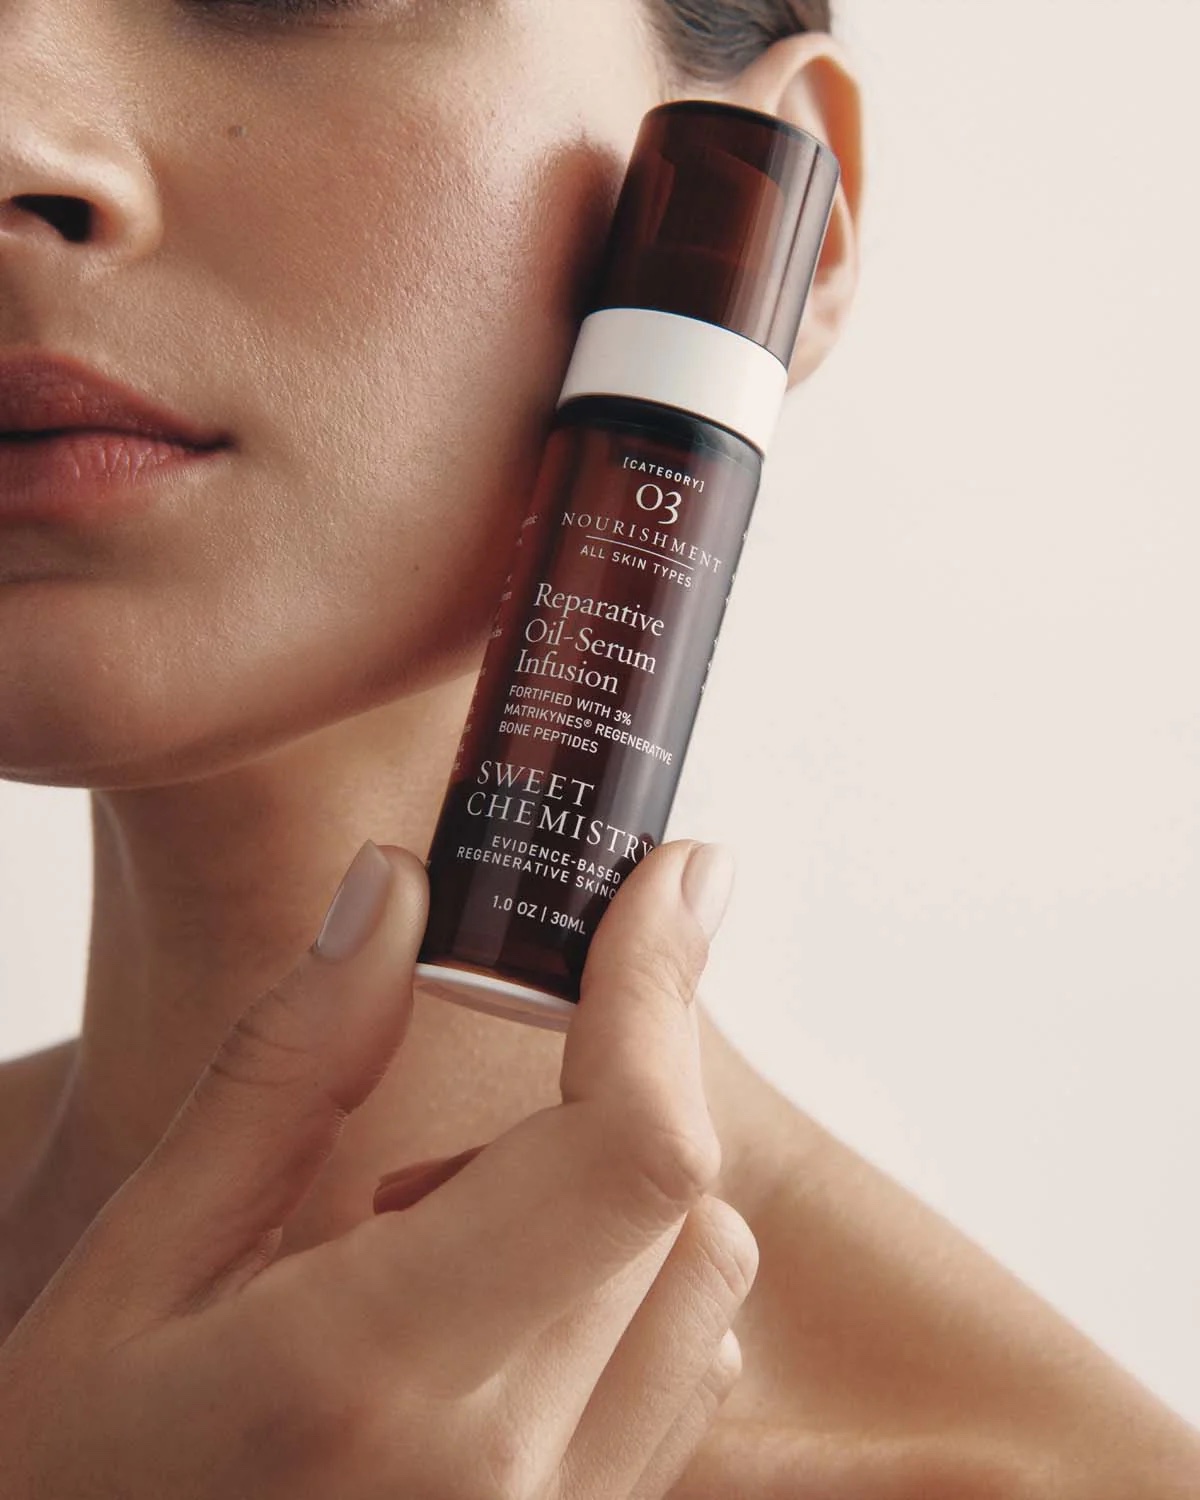 [CATEGORY]
03
NOURISHMENT
ALL SKIN TYPES
Reparative
Oil-Serum
Infusion
FORTIFIED WITH 3%
MATRIKYNES® REGENERATIVE
BONE PEPTIDES
SWEET
CHEMISTRY
EVIDENCE-BASED
REGENERATIVE
1.0 OZ | 30ML